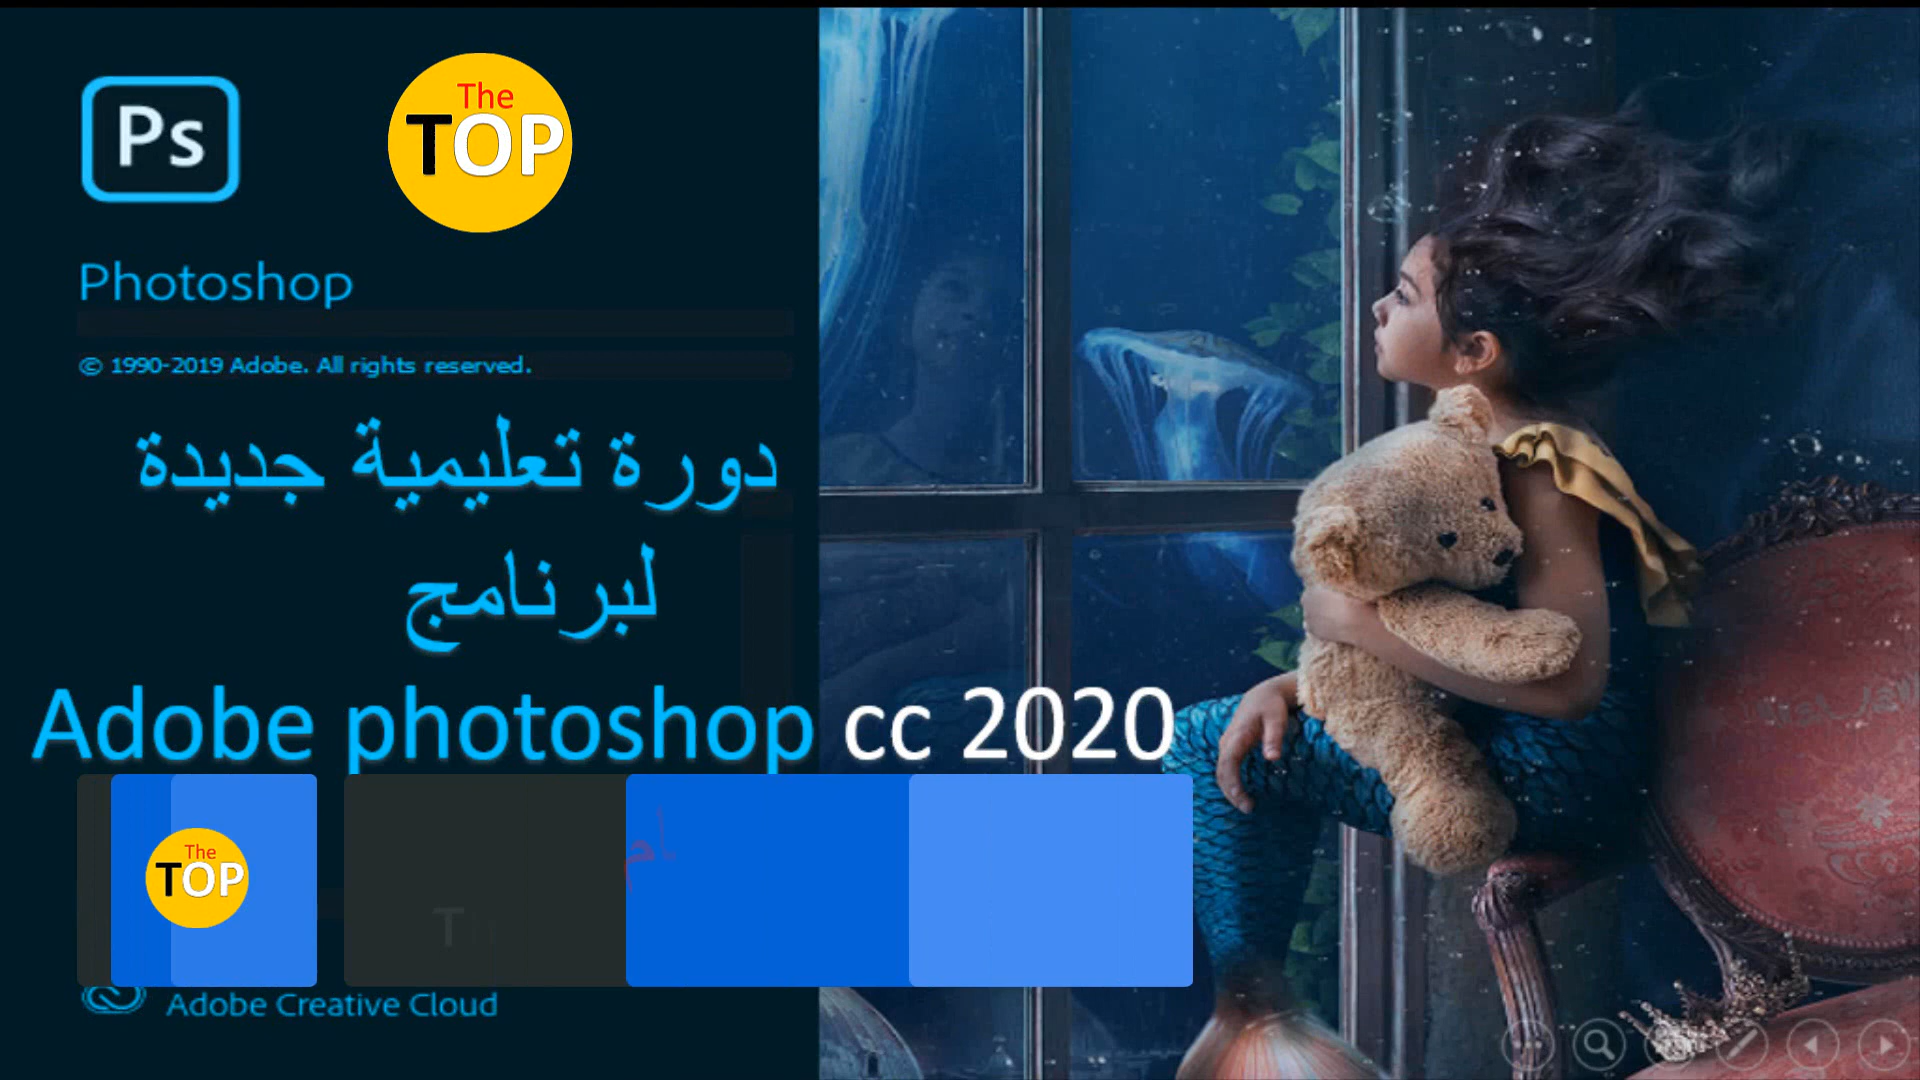 Ps
The
TOP
Photoshop
© 1990-2019 Adobe. All rights reserved.
دورة تعليمية جديدة
لبرنامج
Adobe photoshop cc 2020
The
TOP
Adobe Creative Cloud